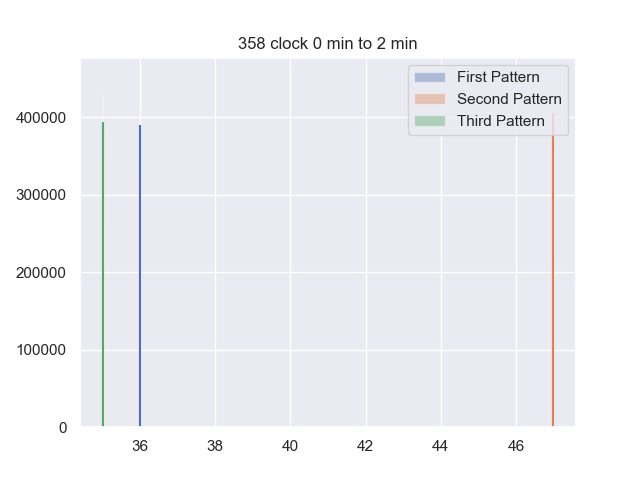 358 clock 0 min to 2 min
First Pattern
Second Pattern
Third Pattern
400000
300000
200000
100000
0
36 38 40 42 44 46